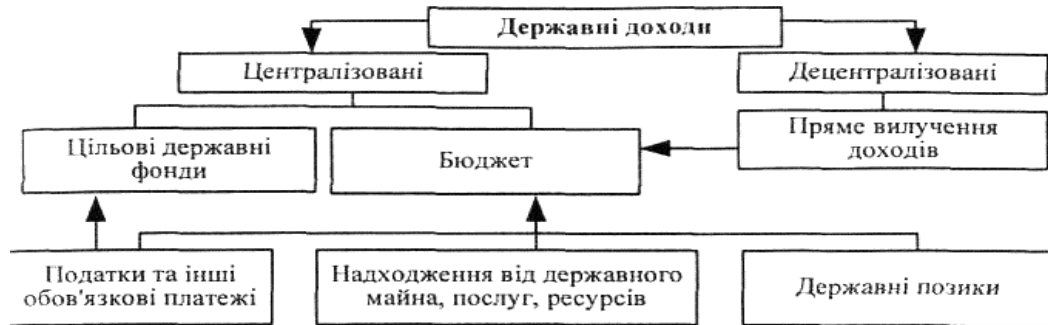 Державні доходи
Централізовані
Децентралізовані
Цільові державні
фонди
Бюджет
Пряме вилучення
доходів
Податки та інші
обов'язкові платежі
Надходження від державного
майна, послуг, ресурсів
Державні позики